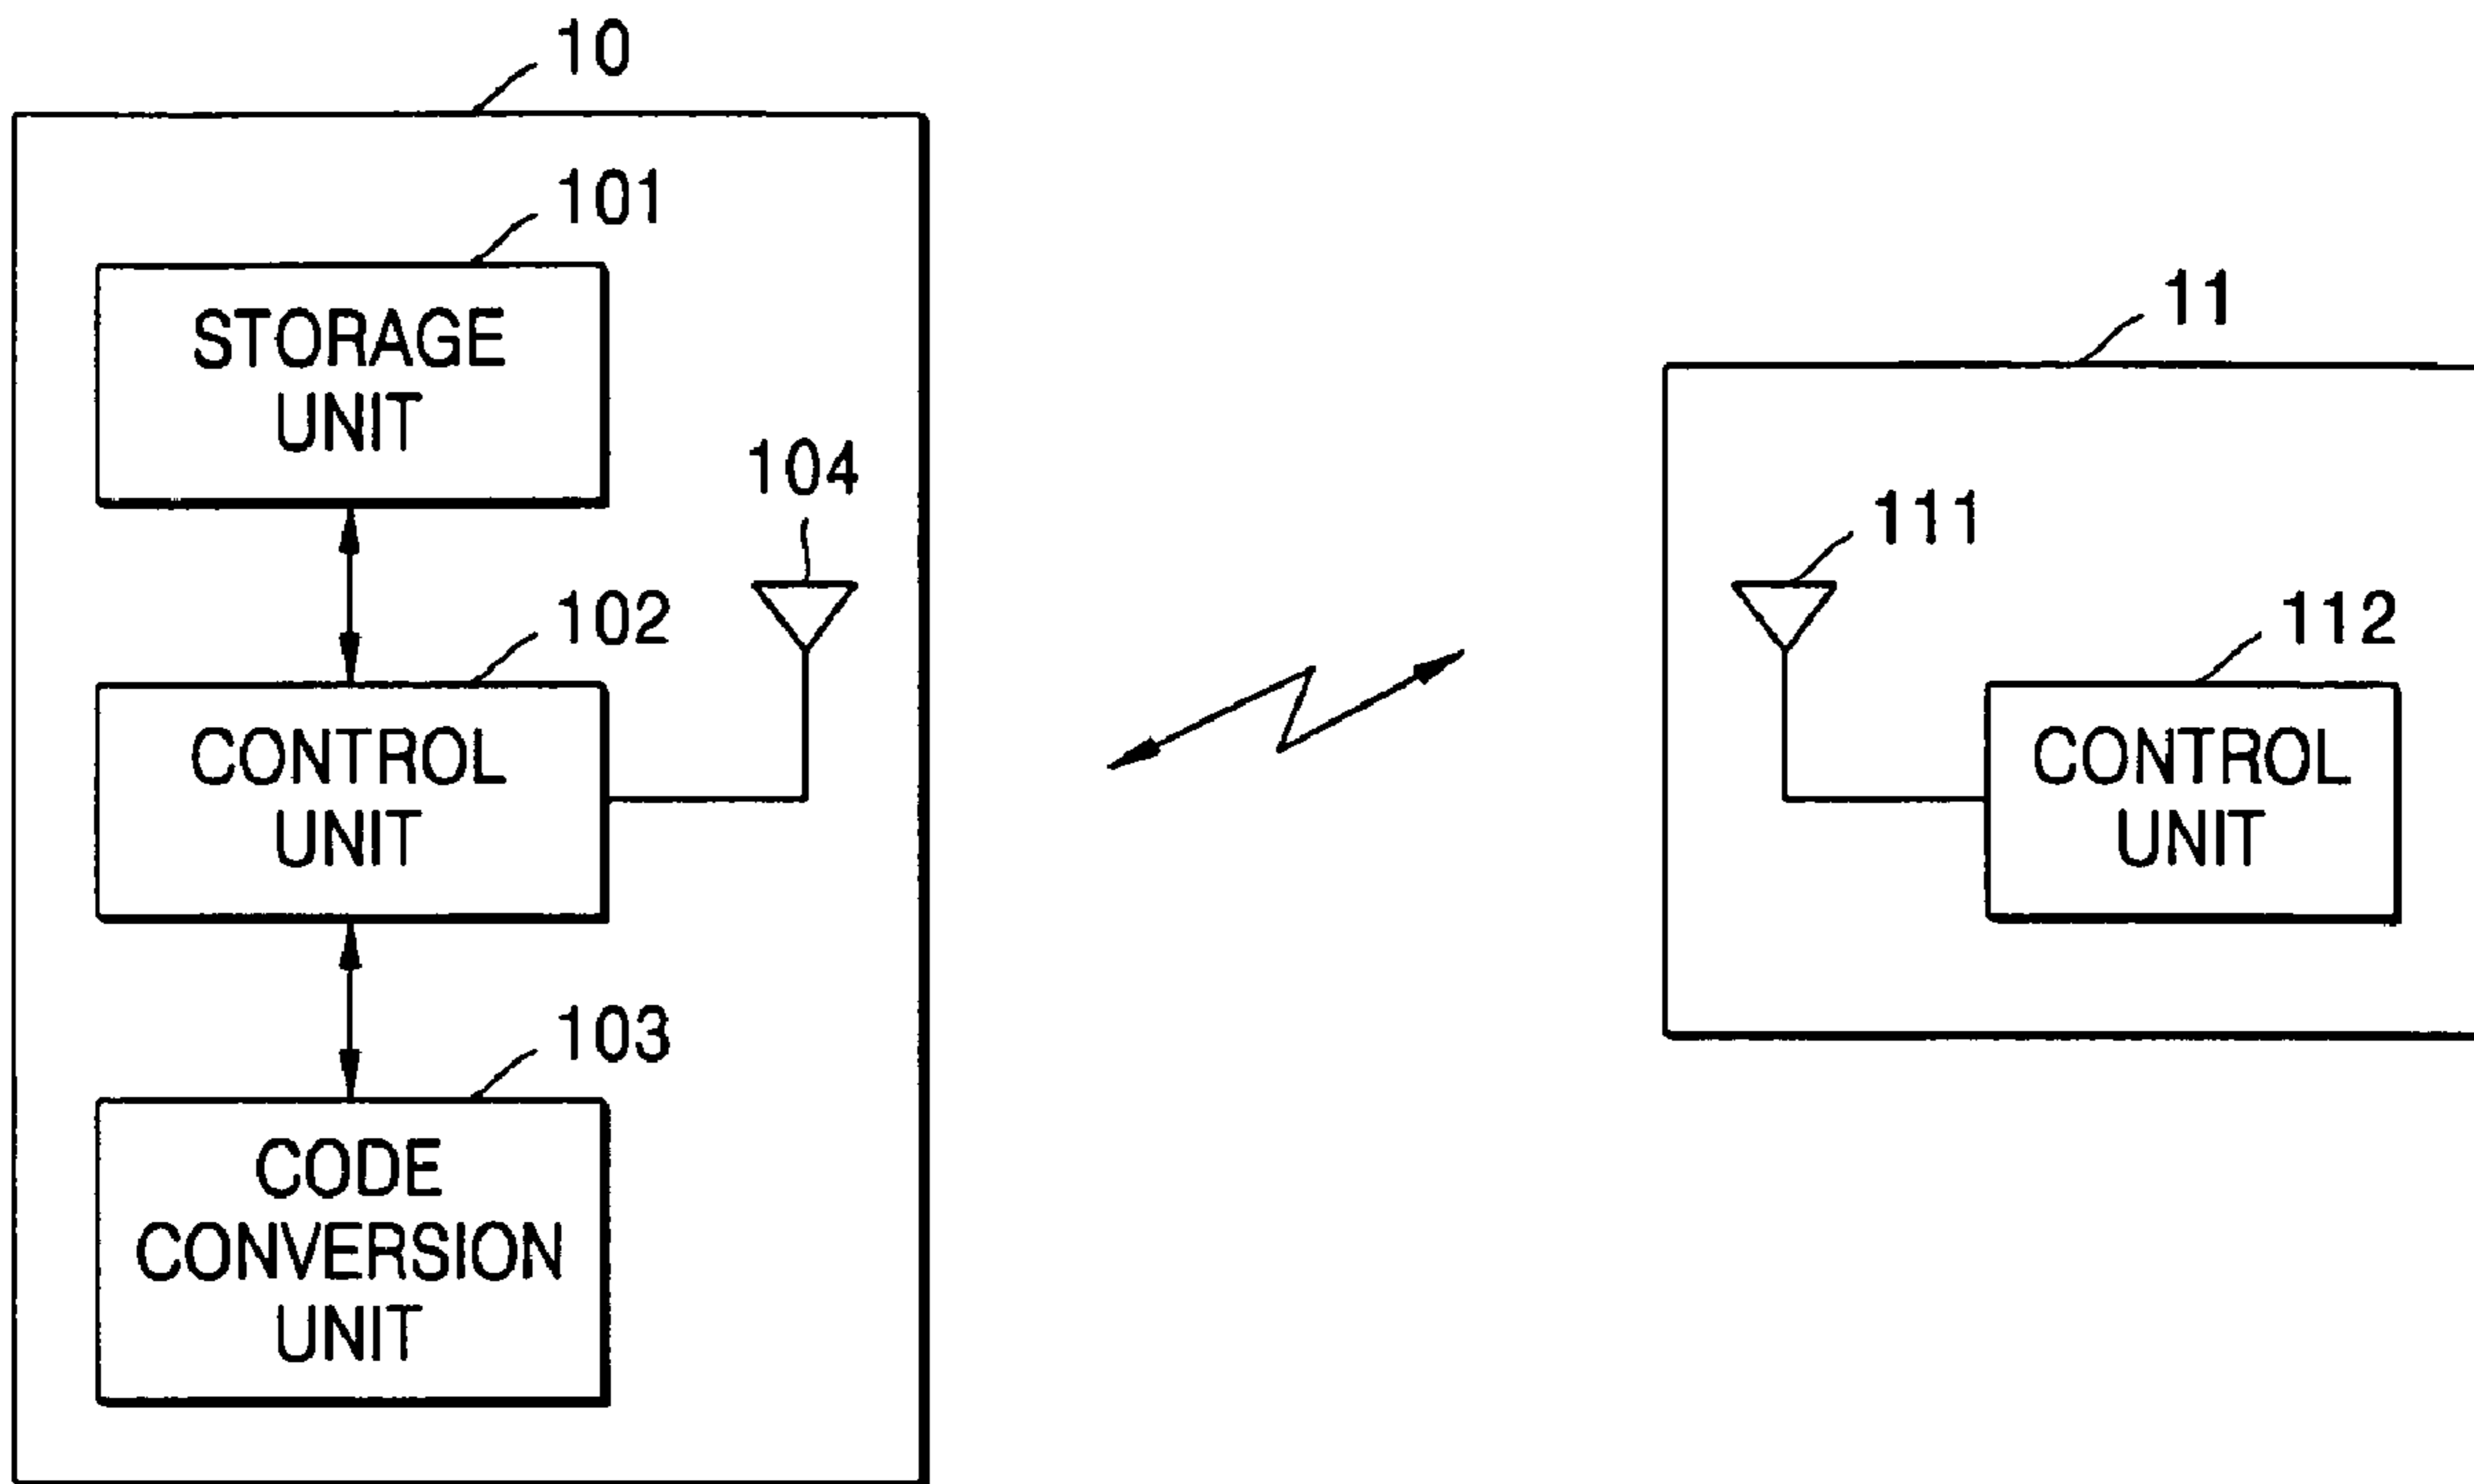 10
101
STORAGE
UNIT
104
102
CONTROL
UNIT
103
CODE
CONVERSION
UNIT
11
111
112
CONTROL
UNIT